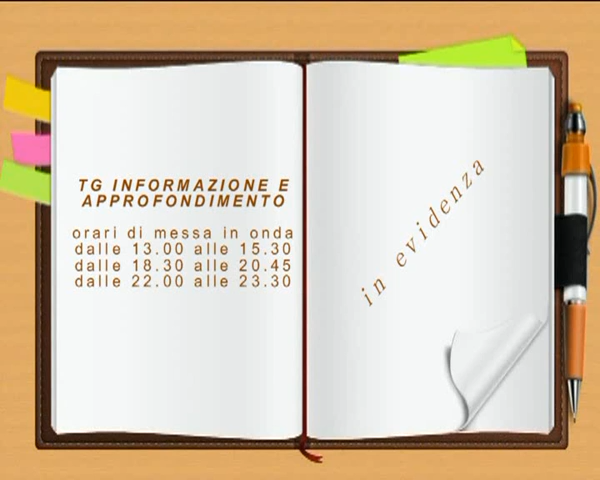 TG INFORMAZIONE E
APPROFONDIMENTO
orari di messa in onda
dalle 13.00 alle 15.30
dalle 18.30 alle 20.45
dalle 22.00 alle 23.30
in evidenza